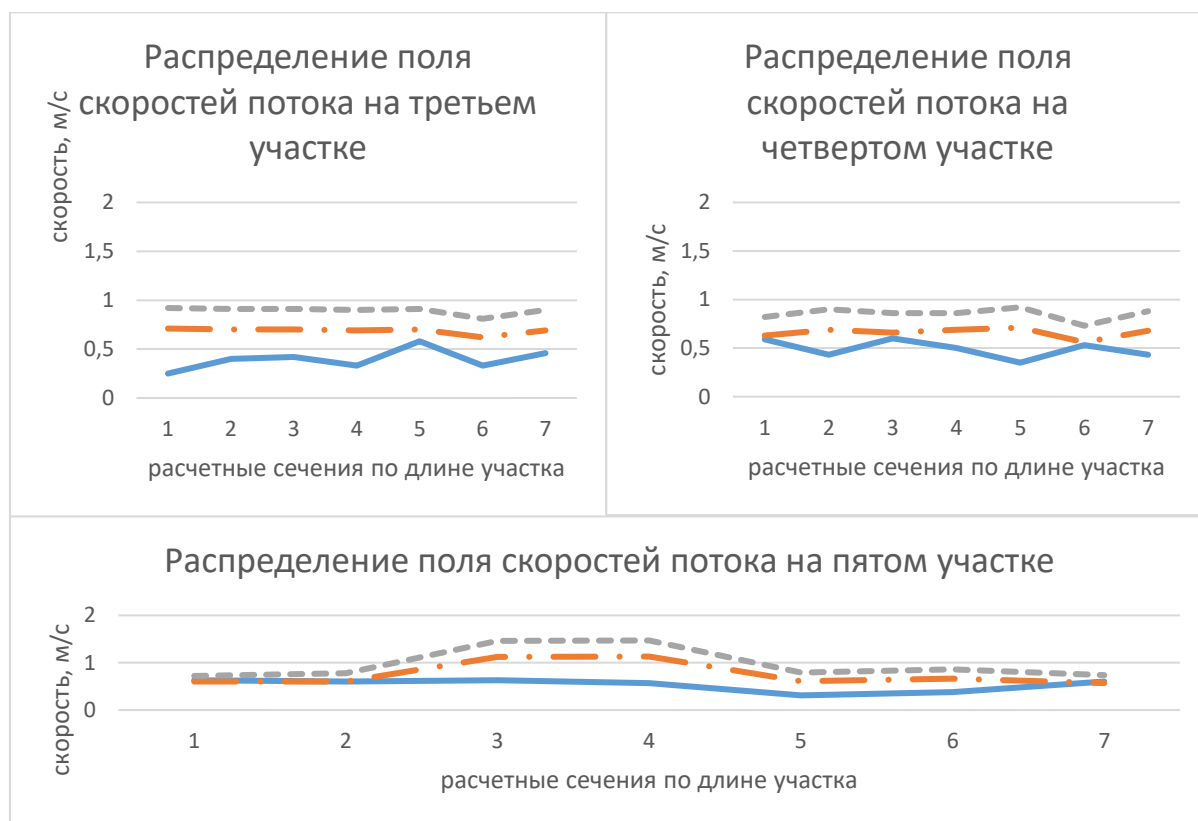 Распределение поля
скоростей потока на третьем
участке
скорость, м/с
2
1,5
1
0,5
0
1 2 3 4 5 6 7
расчетные сечения по длине участка
Распределение поля
скоростей потока на
четвертом участке
скорость, м/с
2
1,5
1
0,5
0
1 2 3 4 5 6 7
расчетные сечения по длине участка
Распределение поля скоростей потока на пятом участке
скорость, м/с
2
1
0
1 2 3 4 5 6 7
расчетные сечения по длине участка